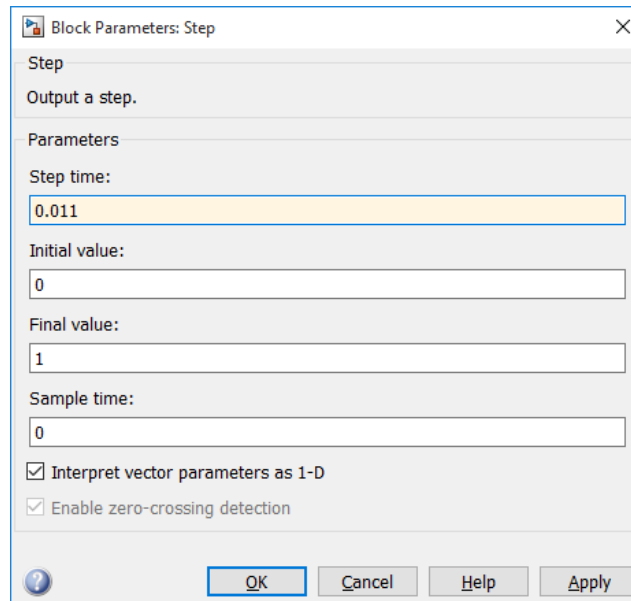 Block Parameters: Step
Step
Output a step.
Parameters
Step time:
0.011
Initial value:
0
Final value:
1
Sample time:
0
Interpret vector parameters as 1-D
Enable zero-crossing detection
? OK Cancel Help Apply